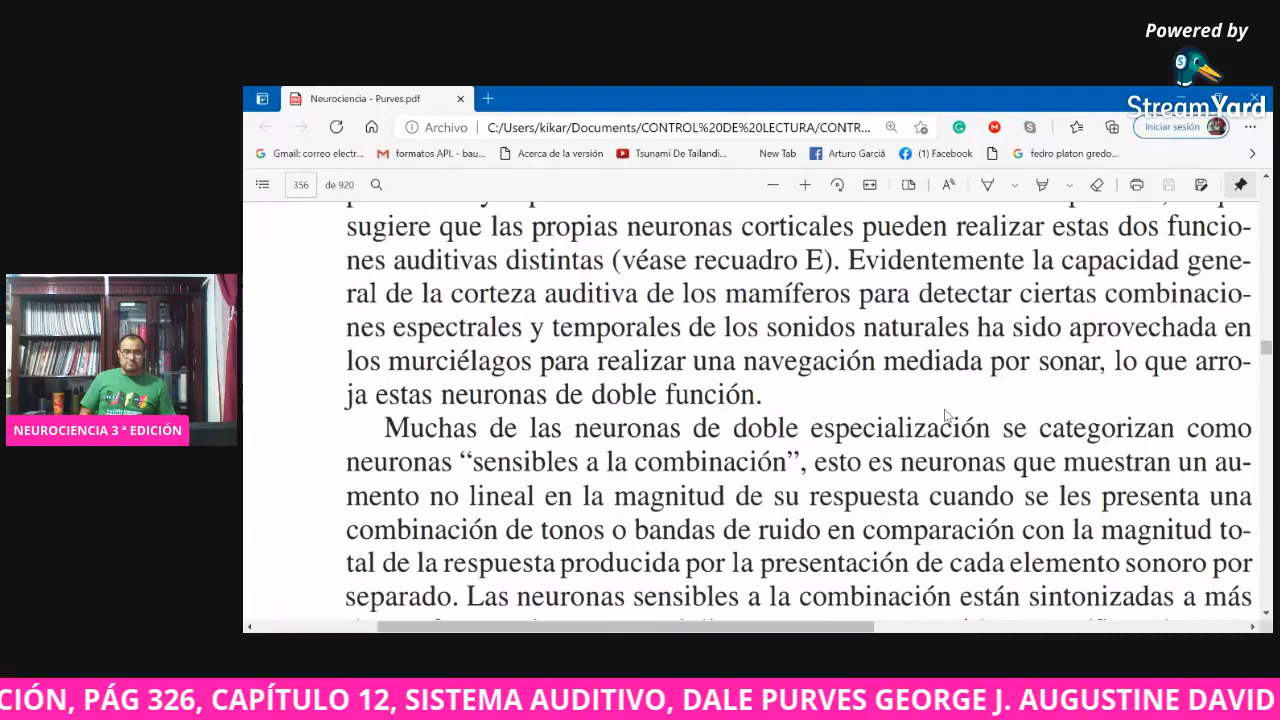 Powered by
StreamYard
Neurociencia - Purves.pdf
Archivo
C:/Users/kikar/Documents/CONTROL%20DE%20LECTURA/CONTR...
Iniciar sesión
Gmail: correo electr...
formatos API. - bau...
Acerca de la versión
Tsunami De Tailandi...
New Tab
Arturo Garciá
(1) Facebook
fedro platon gredo...
356
de 920
sugiere que las propias neuronas corticales pueden realizar estas dos funcio-
nes auditivas distintas (véase recuadro E). Evidentemente la capacidad gene-
ral de la corteza auditiva de los mamíferos para detectar ciertas combinacio-
nes espectrales y temporales de los sonidos naturales ha sido aprovechada en
los murciélagos para realizar una navegación mediada por sonar, lo que arro-
ja estas neuronas de doble función.
Muchas de las neuronas de doble especialización se categorizan como
neuronas “sensibles a la combinación”, esto es neuronas que muestran un au-
mento no lineal en la magnitud de su respuesta cuando se les presenta una
combinación de tonos o bandas de ruido en comparación con la magnitud to-
tal de la respuesta producida por la presentación de cada elemento sonoro por
separado. Las neuronas sensibles a la combinación están sintonizadas a más
NEUROCIENCIA 3 ª EDICIÓN
CIÓN, PÁG 326, CAPÍTULO 12, SISTEMA AUDITIVO, DALE PURVES GEORGE J. AUGUSTINE DAVID